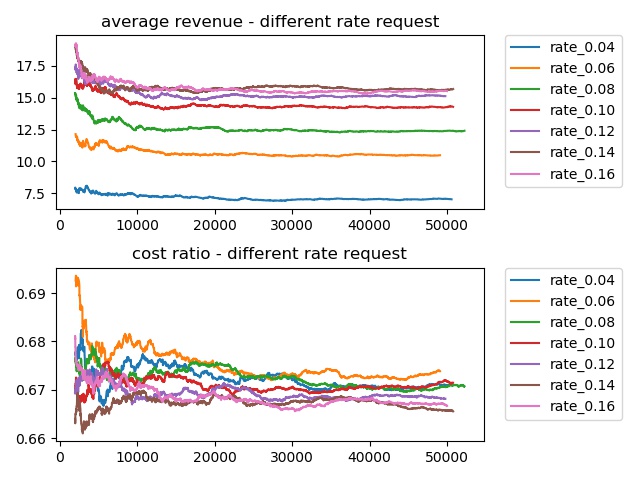 average revenue - different rate request
17.5
15.0
12.5
10.0
7.5
0 10000 20000 30000 40000 50000
rate_0.04
rate_0.06
rate_0.08
rate_0.10
rate_0.12
rate_0.14
rate_0.16
cost ratio - different rate request
0.69
0.68
0.67
0.66
0 10000 20000 30000 40000 50000
rate_0.04
rate_0.06
rate_0.08
rate_0.10
rate_0.12
rate_0.14
rate_0.16